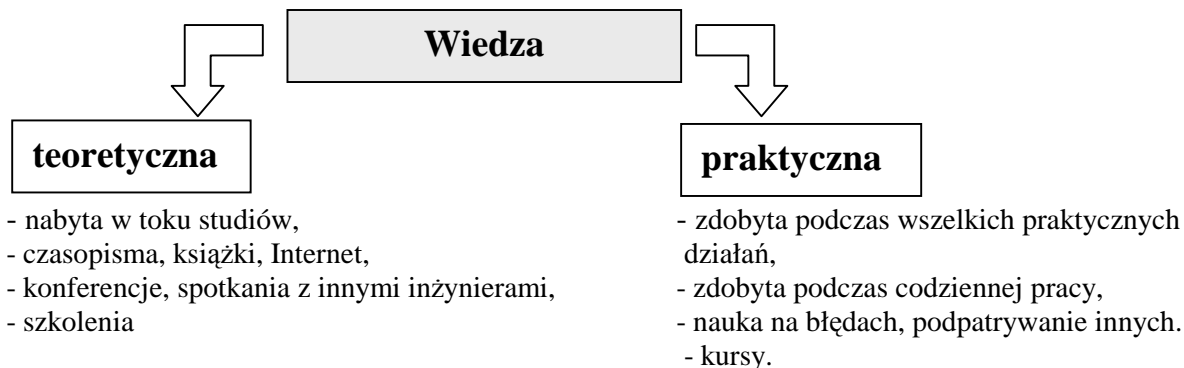 Wiedza
teoretyczna
- nabyta w toku studiów,
- czasopisma, książki, Internet,
- konferencje, spotkania z innymi inżynierami,
- szkolenia
praktyczna
- zdobyta podczas wszelkich praktycznych
działań,
- zdobyta podczas codziennej pracy,
- nauka na błędach, podpatrywanie innych.
- kursy.